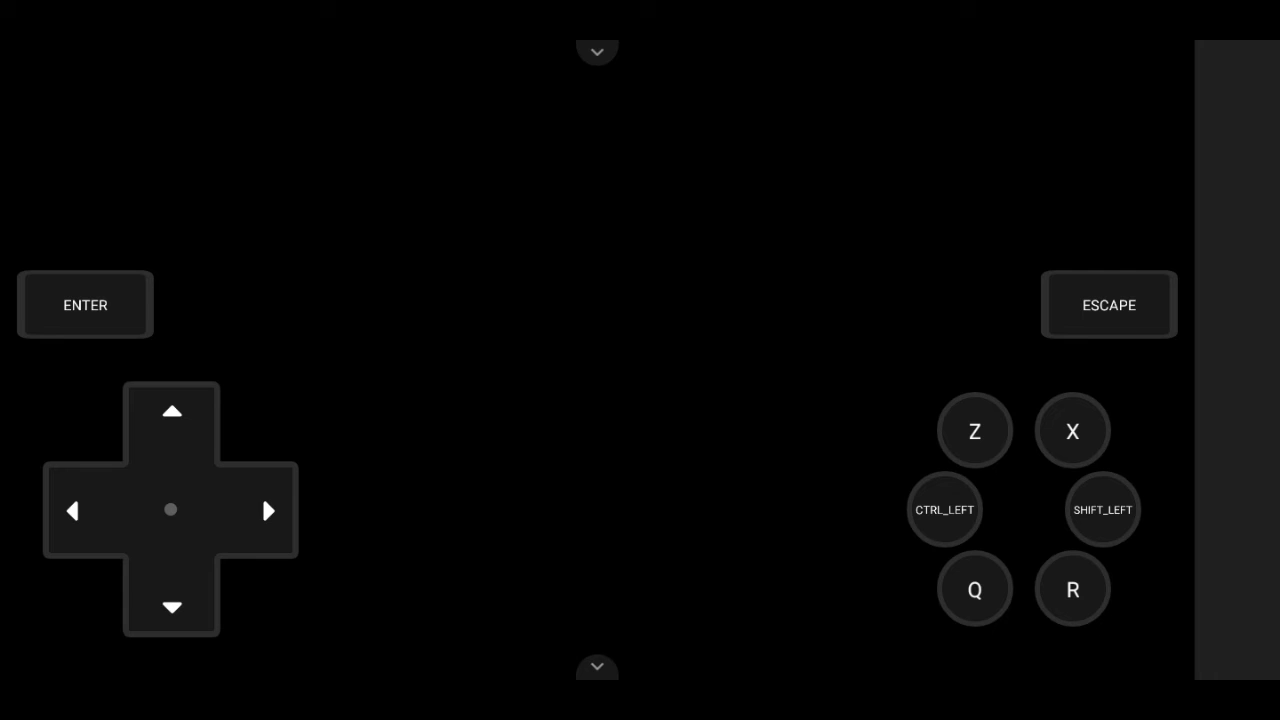 ENTER
ESCAPE
Z
X
CTRL_LEFT
SHIFT_LEFT
Q
R